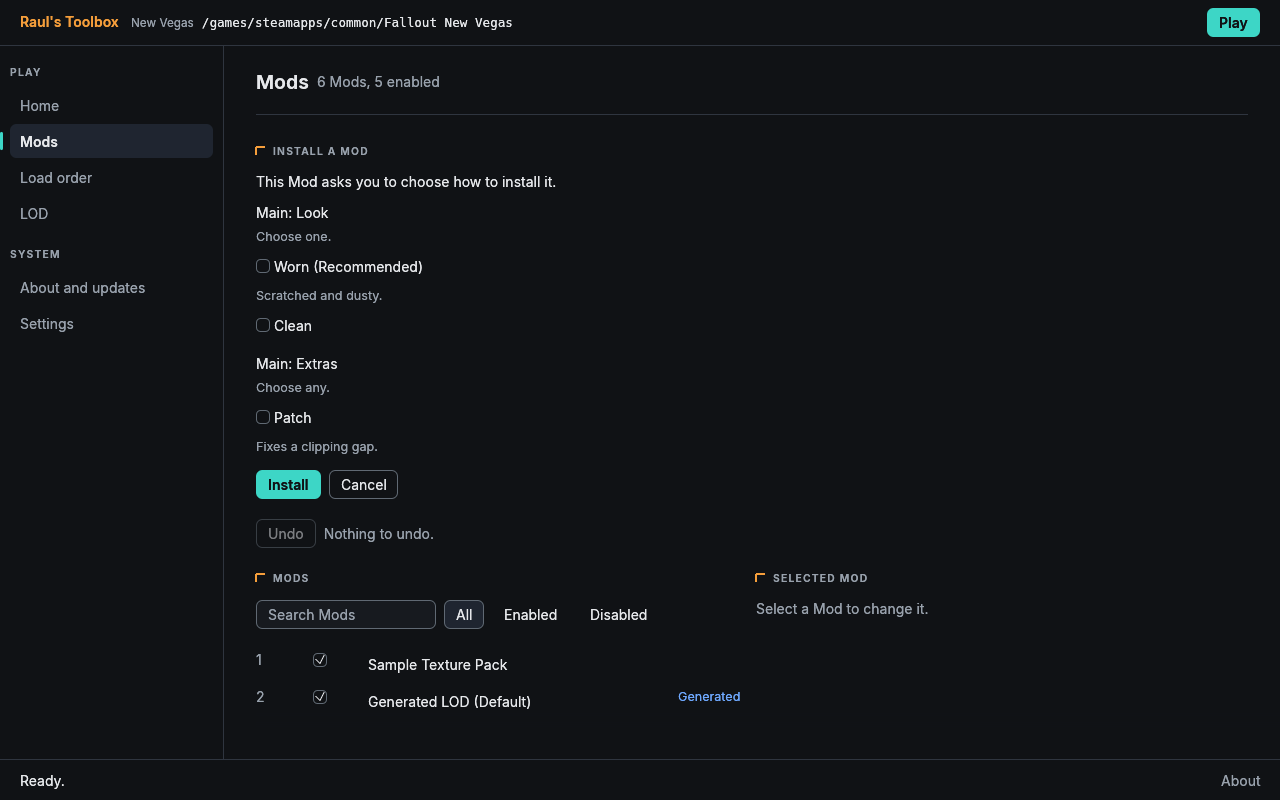 Raul's Toolbox New Vegas /games/steamapps/common/Fallout New Vegas Play
PLAY
Home
Mods
Load order
LOD
SYSTEM
About and updates
Settings
Mods 6 Mods, 5 enabled
INSTALL A MOD
This Mod asks you to choose how to install it.
Main: Look
Choose one.
Worn (Recommended)
Scratched and dusty.
Clean
Main: Extras
Choose any.
Patch
Fixes a clipping gap.
Install Cancel
Undo Nothing to undo.
MODS
Search Mods All Enabled Disabled
1 Sample Texture Pack
2 Generated LOD (Default) Generated
SELECTED MOD
Select a Mod to change it.
Ready. About